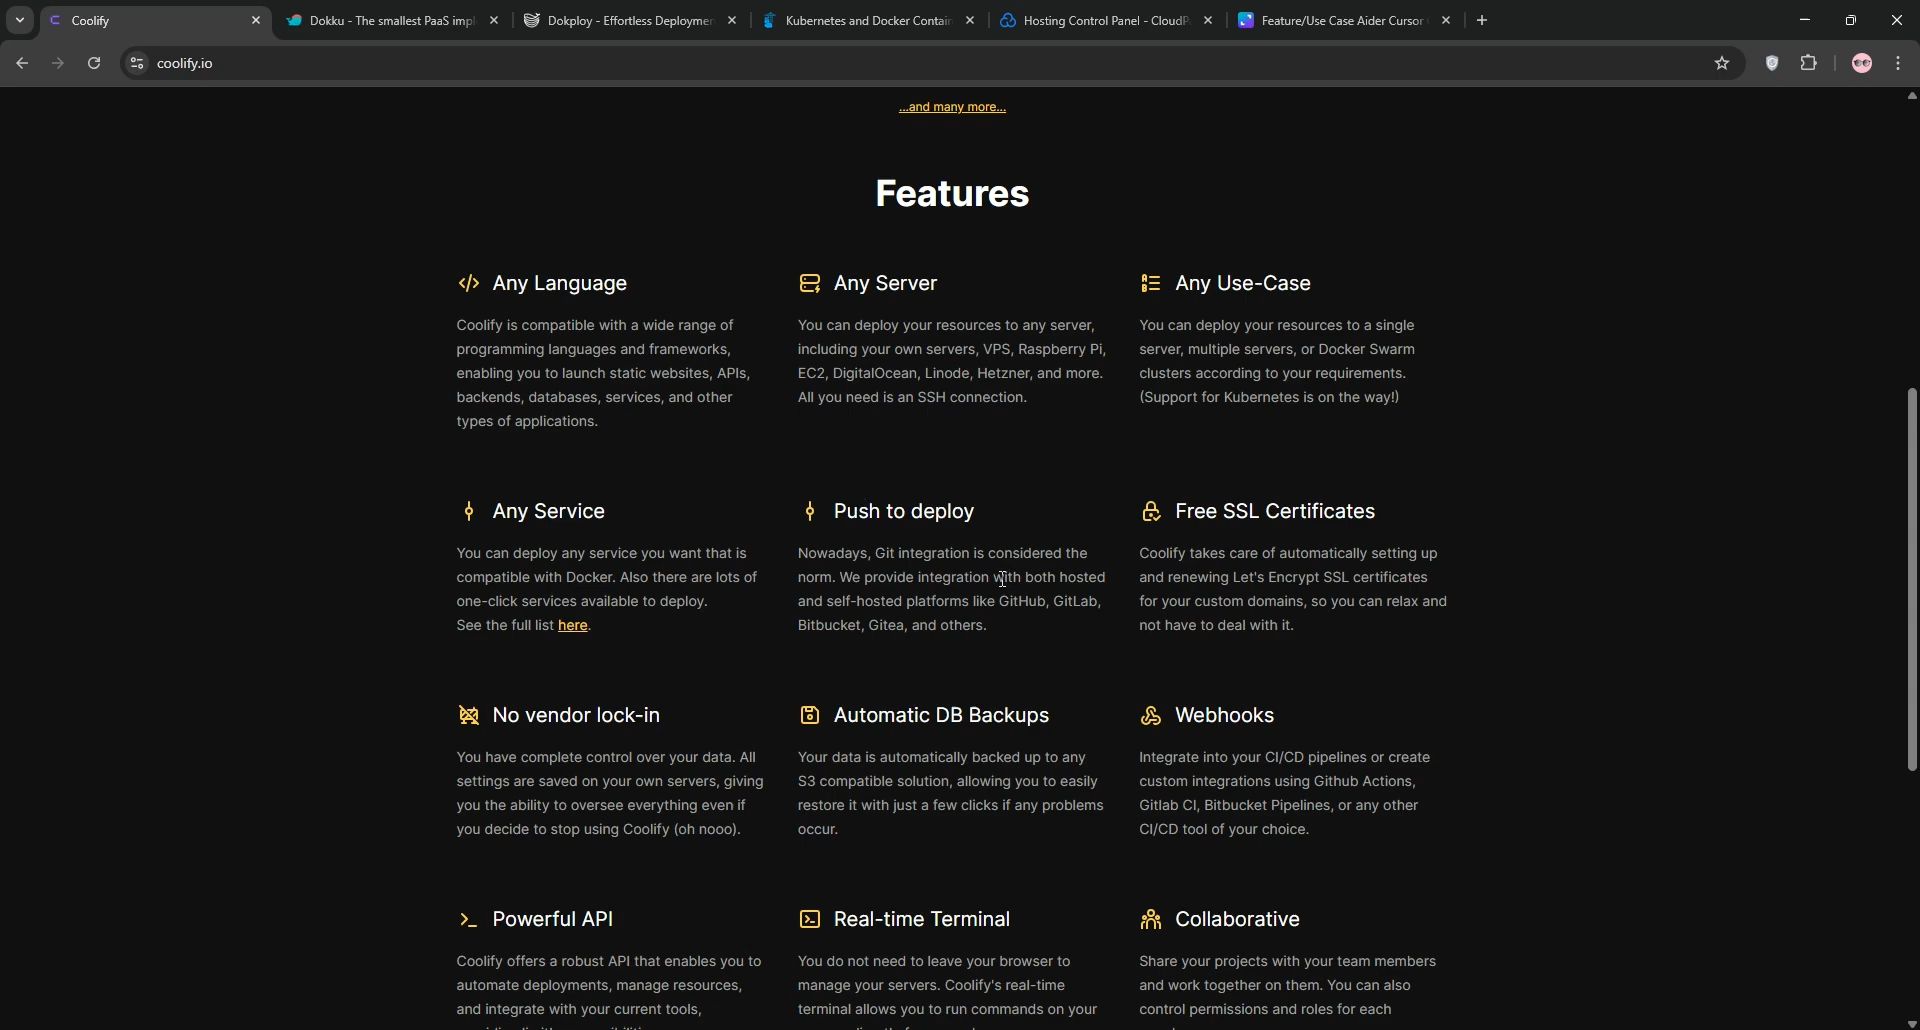 Coolify
Dokku - The smallest PaaS impl
Dokploy - Effortless Deployme
Kubernetes and Docker Contain
Hosting Control Panel - CloudP
Feature/Use Case Aider Cursor
coolify.io
...and many more...
Features
Any Language
Coolify is compatible with a wide range of
programming languages and frameworks,
enabling you to launch static websites, APIs,
backends, databases, services, and other
types of applications.
Any Server
You can deploy your resources to any server,
including your own servers, VPS, Raspberry Pi,
EC2, DigitalOcean, Linode, Hetzner, and more.
All you need is an SSH connection.
Any Use-Case
You can deploy your resources to a single
server, multiple servers, or Docker Swarm
clusters according to your requirements.
(Support for Kubernetes is on the way!)
Any Service
You can deploy any service you want that is
compatible with Docker. Also there are lots of
one-click services available to deploy.
See the full list here.
Push to deploy
Nowadays, Git integration is considered the
norm. We provide integration with both hosted
and self-hosted platforms like GitHub, GitLab,
Bitbucket, Gitea, and others.
Free SSL Certificates
Coolify takes care of automatically setting up
and renewing Let's Encrypt SSL certificates
for your custom domains, so you can relax and
not have to deal with it.
No vendor lock-in
You have complete control over your data. All
settings are saved on your own servers, giving
you the ability to oversee everything even if
you decide to stop using Coolify (oh nooo).
Automatic DB Backups
Your data is automatically backed up to any
S3 compatible solution, allowing you to easily
restore it with just a few clicks if any problems
occur.
Webhooks
Integrate into your CI/CD pipelines or create
custom integrations using Github Actions,
Gitlab CI, Bitbucket Pipelines, or any other
CI/CD tool of your choice.
Powerful API
Coolify offers a robust API that enables you to
automate deployments, manage resources,
and integrate with your current tools,
Real-time Terminal
You do not need to leave your browser to
manage your servers. Coolify's real-time
terminal allows you to run commands on your
Collaborative
Share your projects with your team members
and work together on them. You can also
control permissions and roles for each